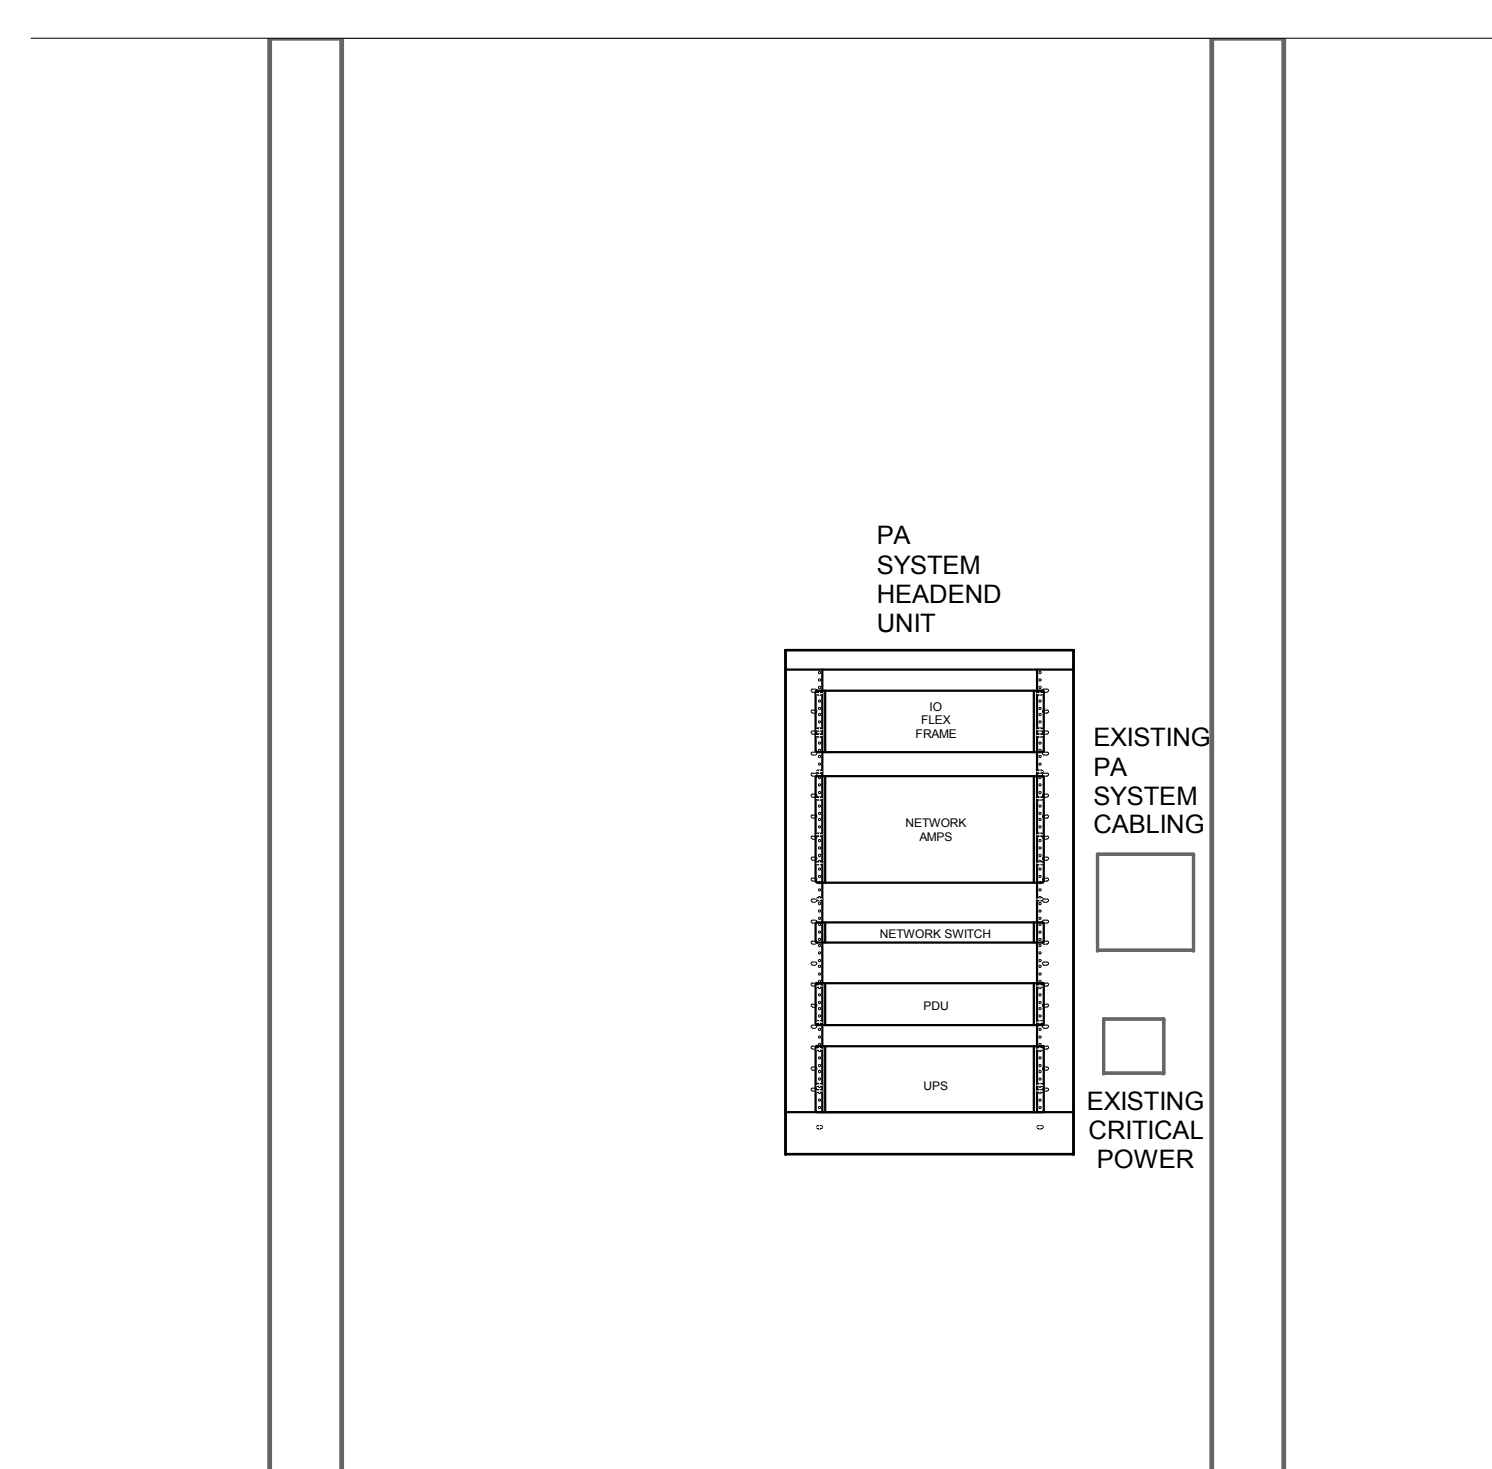 PA
SYSTEM
HEADEND
UNIT
IO
FLEX
FRAME
NETWORK
AMPS
NETWORK SWITCH
PDU
UPS
EXISTING
PA
SYSTEM
CABLING
EXISTING
CRITICAL
POWER